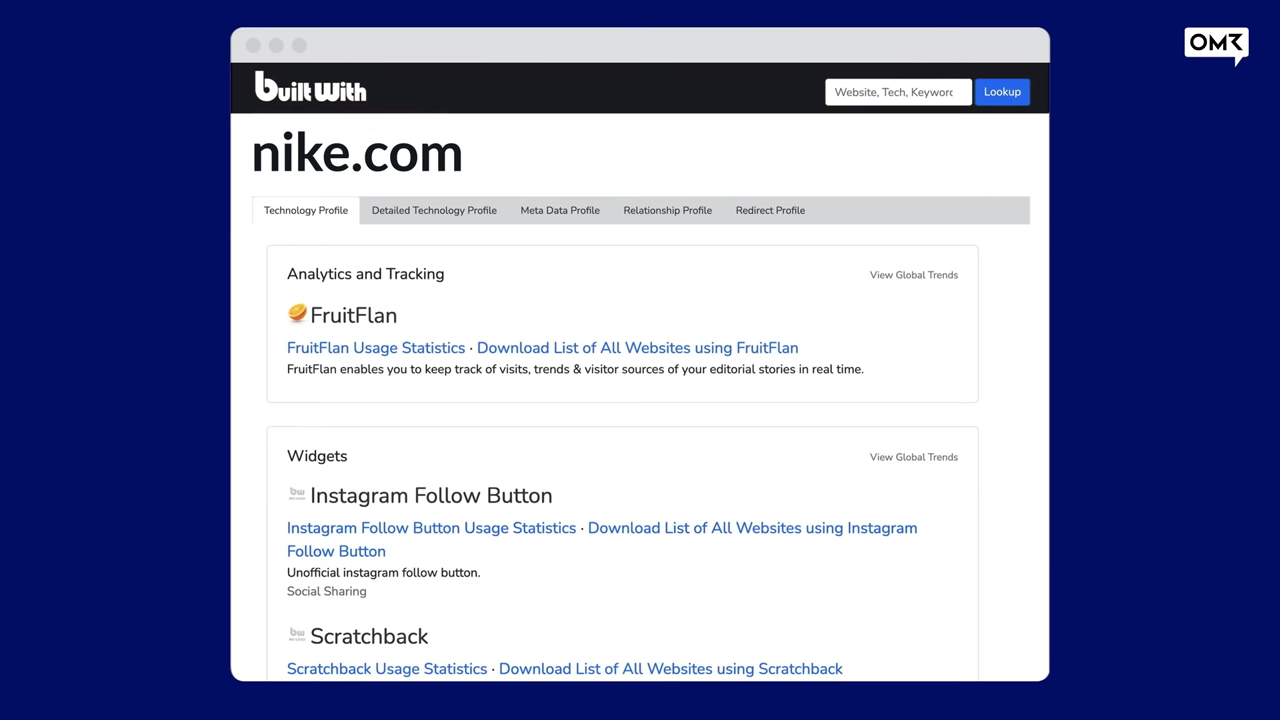 OMR
built with
Website, Tech, Keyworc
Lookup
nike.com
Technology Profile
Detailed Technology Profile
Meta Data Profile
Relationship Profile
Redirect Profile
Analytics and Tracking
View Global Trends
FruitFlan
FruitFlan Usage Statistics · Download List of All Websites using FruitFlan
FruitFlan enables you to keep track of visits, trends & visitor sources of your editorial stories in real time.
Widgets
View Global Trends
Instagram Follow Button
Instagram Follow Button Usage Statistics · Download List of All Websites using Instagram
Follow Button
Unofficial instagram follow button.
Social Sharing
Scratchback
Scratchback Usage Statistics · Download List of All Websites using Scratchback